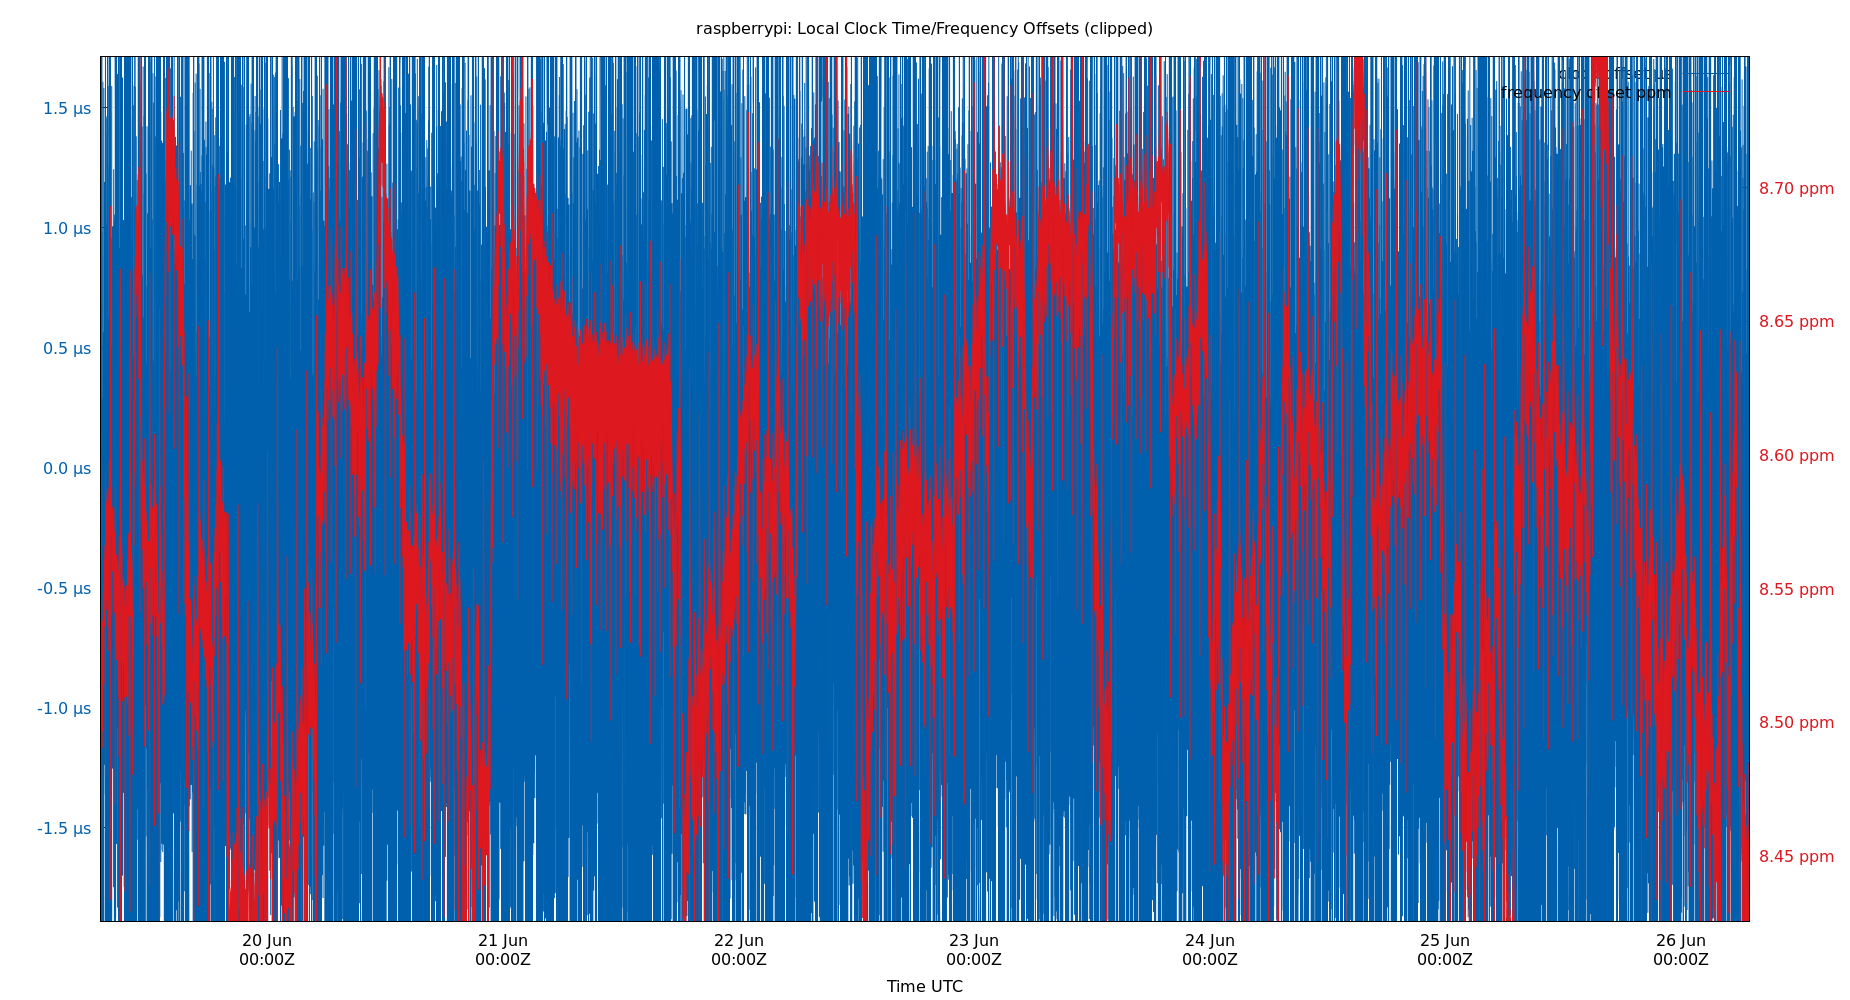 raspberrypi: Local Clock Time/Frequency Offsets (clipped)
clock offset µs
frequency offset ppm
1.5 µs
1.0 µs
0.5 µs
0.0 µs
-0.5 µs
-1.0 µs
-1.5 µs
8.70 ppm
8.65 ppm
8.60 ppm
8.55 ppm
8.50 ppm
8.45 ppm
20 Jun
00:00Z
21 Jun
00:00Z
22 Jun
00:00Z
23 Jun
00:00Z
24 Jun
00:00Z
25 Jun
00:00Z
26 Jun
00:00Z
Time UTC